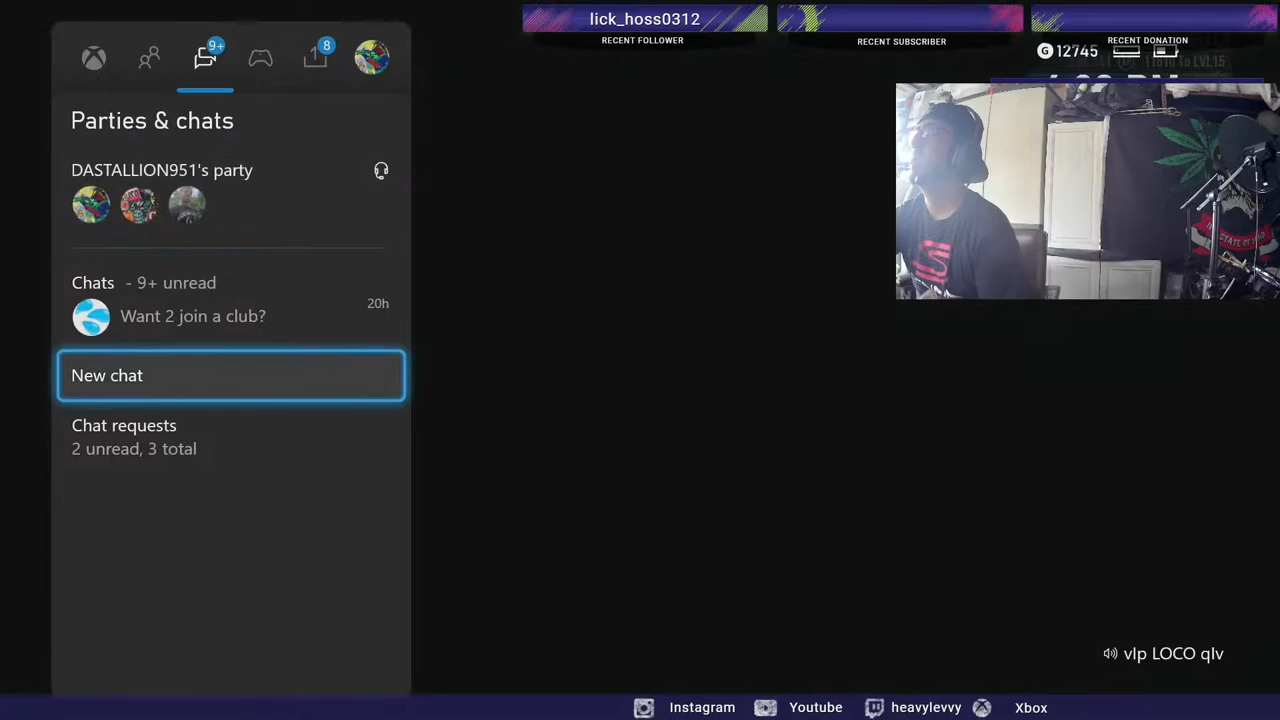 lick_hoss0312
RECENT FOLLOWER
RECENT SUBSCRIBER
RECENT DONATION
9+
8
G 12745
Parties & chats
DASTALLION951's party
Chats - 9+ unread
Want 2 join a club?
20h
New chat
Chat requests
2 unread, 3 total
vlp LOCO qlv
Instagram
Youtube
heavylevvy
Xbox